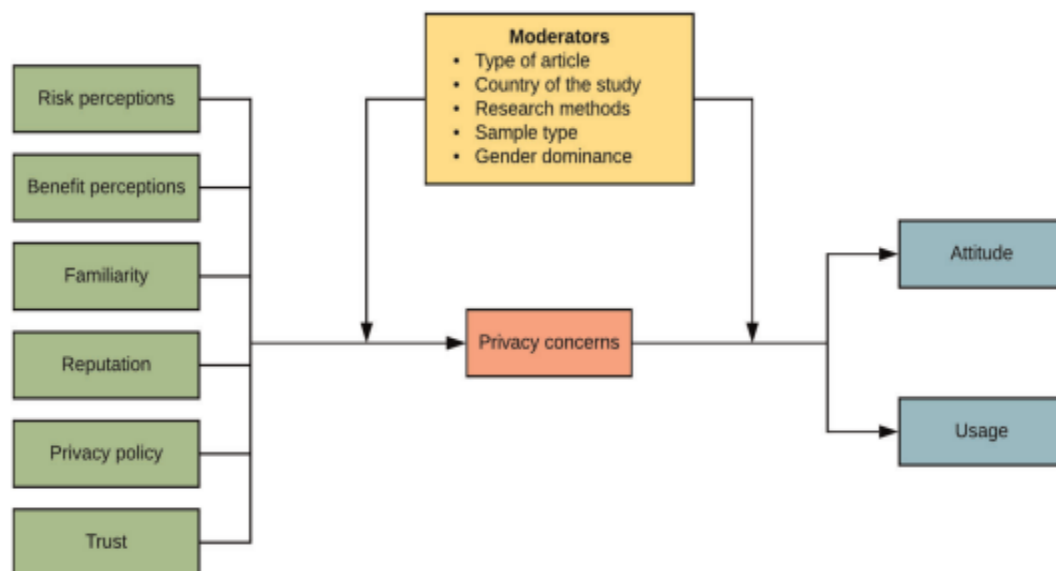 Moderators
• Type of article
• Country of the study
• Research methods
• Sample type
• Gender dominance
Risk perceptions
Benefit perceptions
Familiarity
Reputation
Privacy policy
Trust
Privacy concerns
Attitude
Usage